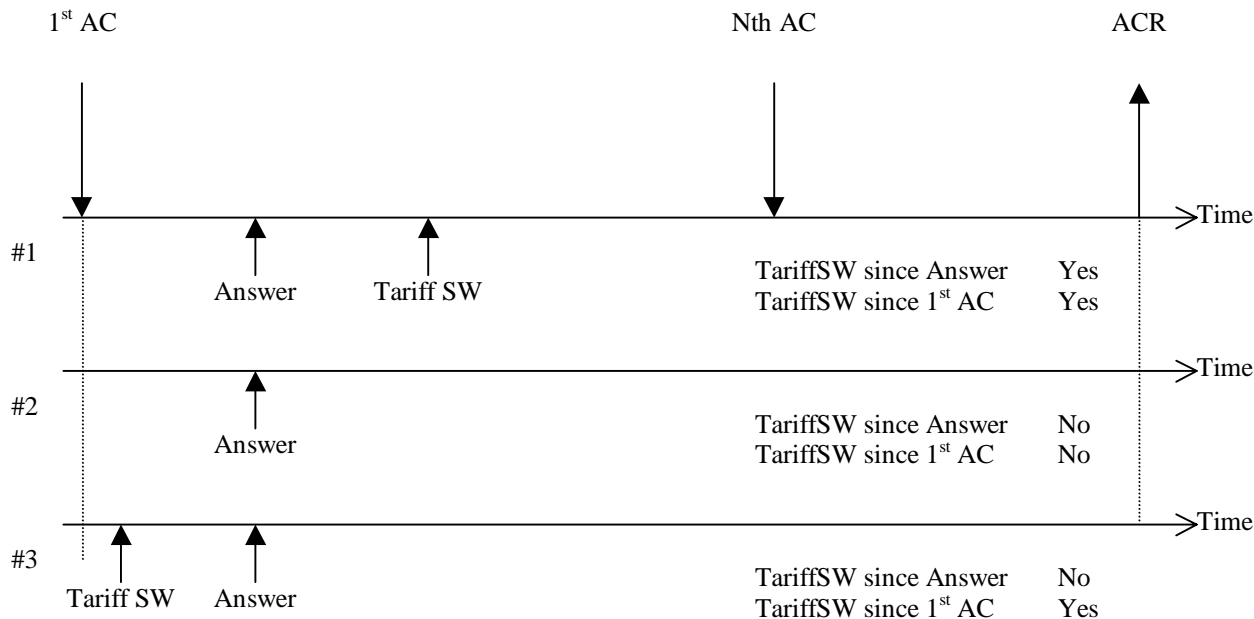 1st AC Nth AC ACR
Time
#1
Answer Tariff SW
TariffSW since Answer Yes
TariffSW since 1st AC Yes
Time
#2
Answer
TariffSW since Answer No
TariffSW since 1st AC No
Time
#3
Tariff SW Answer
TariffSW since Answer No
TariffSW since 1st AC Yes